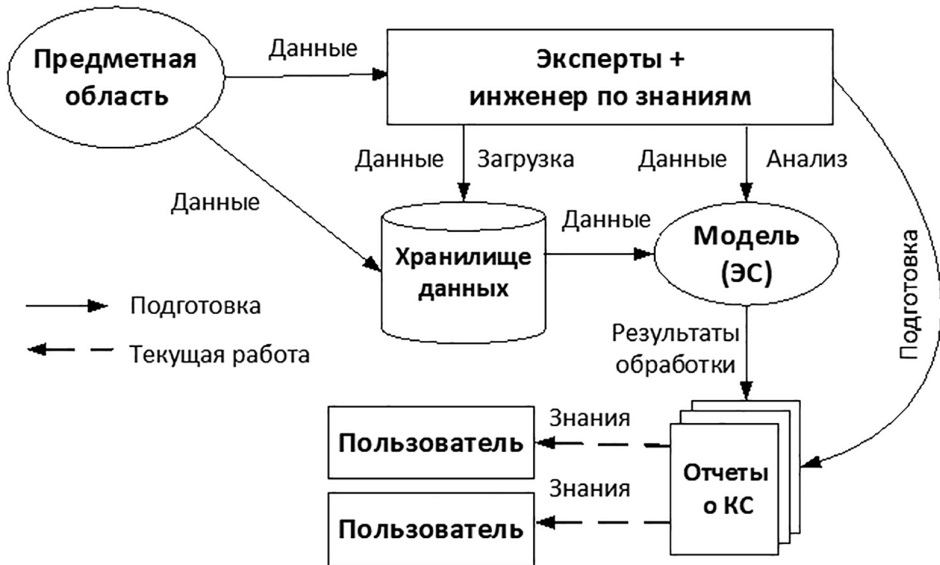 Предметная
область
Данные
Эксперты +
инженер по знаниям
Данные
Данные
Загрузка
Данные
Анализ
Подготовка
Хранилище
данных
Данные
Модель
(ЭС)
Подготовка
Текущая работа
Результаты
обработки
Пользователь
Знания
Отчеты
о КС
Пользователь
Знания